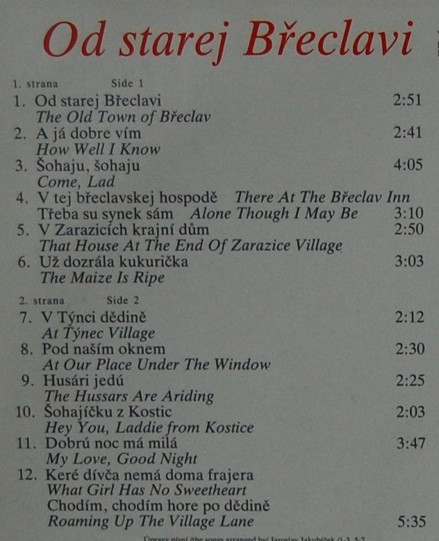 Od starej Břeclavi
1. strana Side 1
1. Od starej Břeclavi 2:51
The Old Town of Břeclav
2. A já dobre vím 2:41
How Well I Know
3. Šohaju, šohaju 4:05
Come, Lad
4. V tej břeclavskej hospodě There At The Břeclav Inn
Třeba su synek sám Alone Though I May Be 3:10
5. V Zarazicích krajní dům 2:50
That House At The End Of Zarazice Village
6. Už dozrála kukurička 3:03
The Maize Is Ripe
2. strana Side 2
7. V Týnci dědině 2:12
At Týnec Village
8. Pod naším oknem 2:30
At Our Place Under The Window
9. Husári jedú 2:25
The Hussars Are Ariding
10. Šohajíčku z Kostic 2:03
Hey You, Laddie from Kostice
11. Dobrú noc má milá 3:47
My Love, Good Night
12. Keré dívča nemá doma frajera
What Girl Has No Sweetheart
Chodím, chodím hore po dědině
Roaming Up The Village Lane 5:35